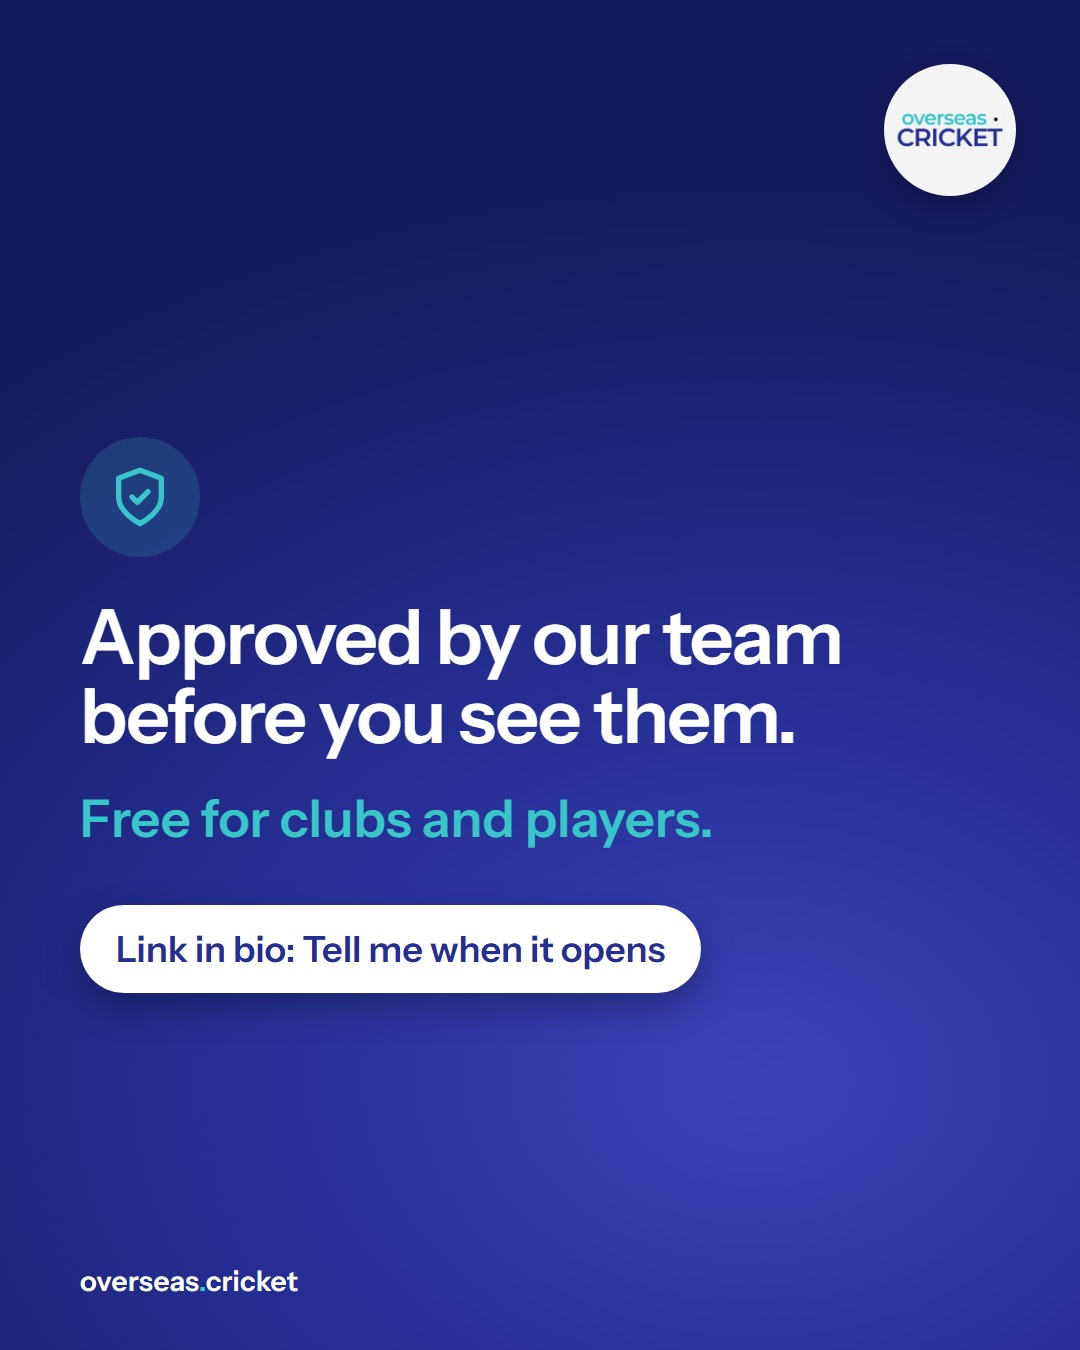 overseas
CRICKET
Approved by our team
before you see them.
Free for clubs and players.
Link in bio: Tell me when it opens
overseas.cricket